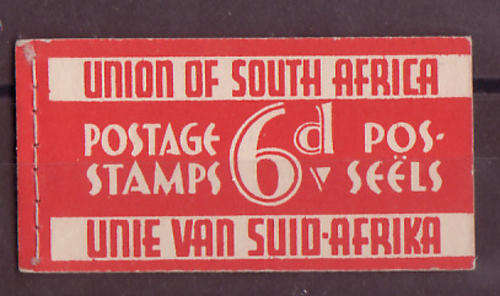 UNION OF SOUTH AFRICA
POSTAGE STAMPS
6d
POS-SEËLS
UNIE VAN SUID-AFRIKA